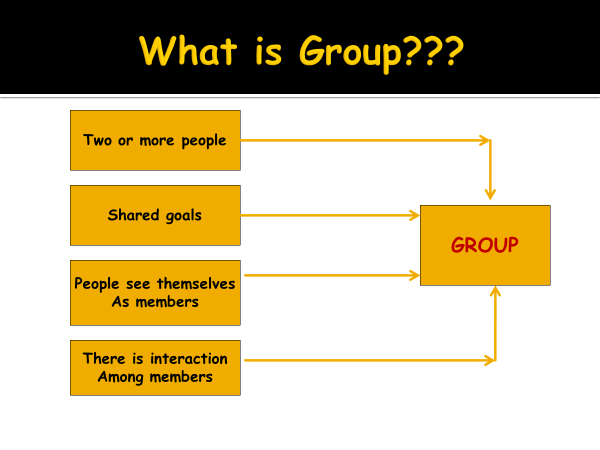 What is Group???
Two or more people
Shared goals
People see themselves
As members
There is interaction
Among members
GROUP